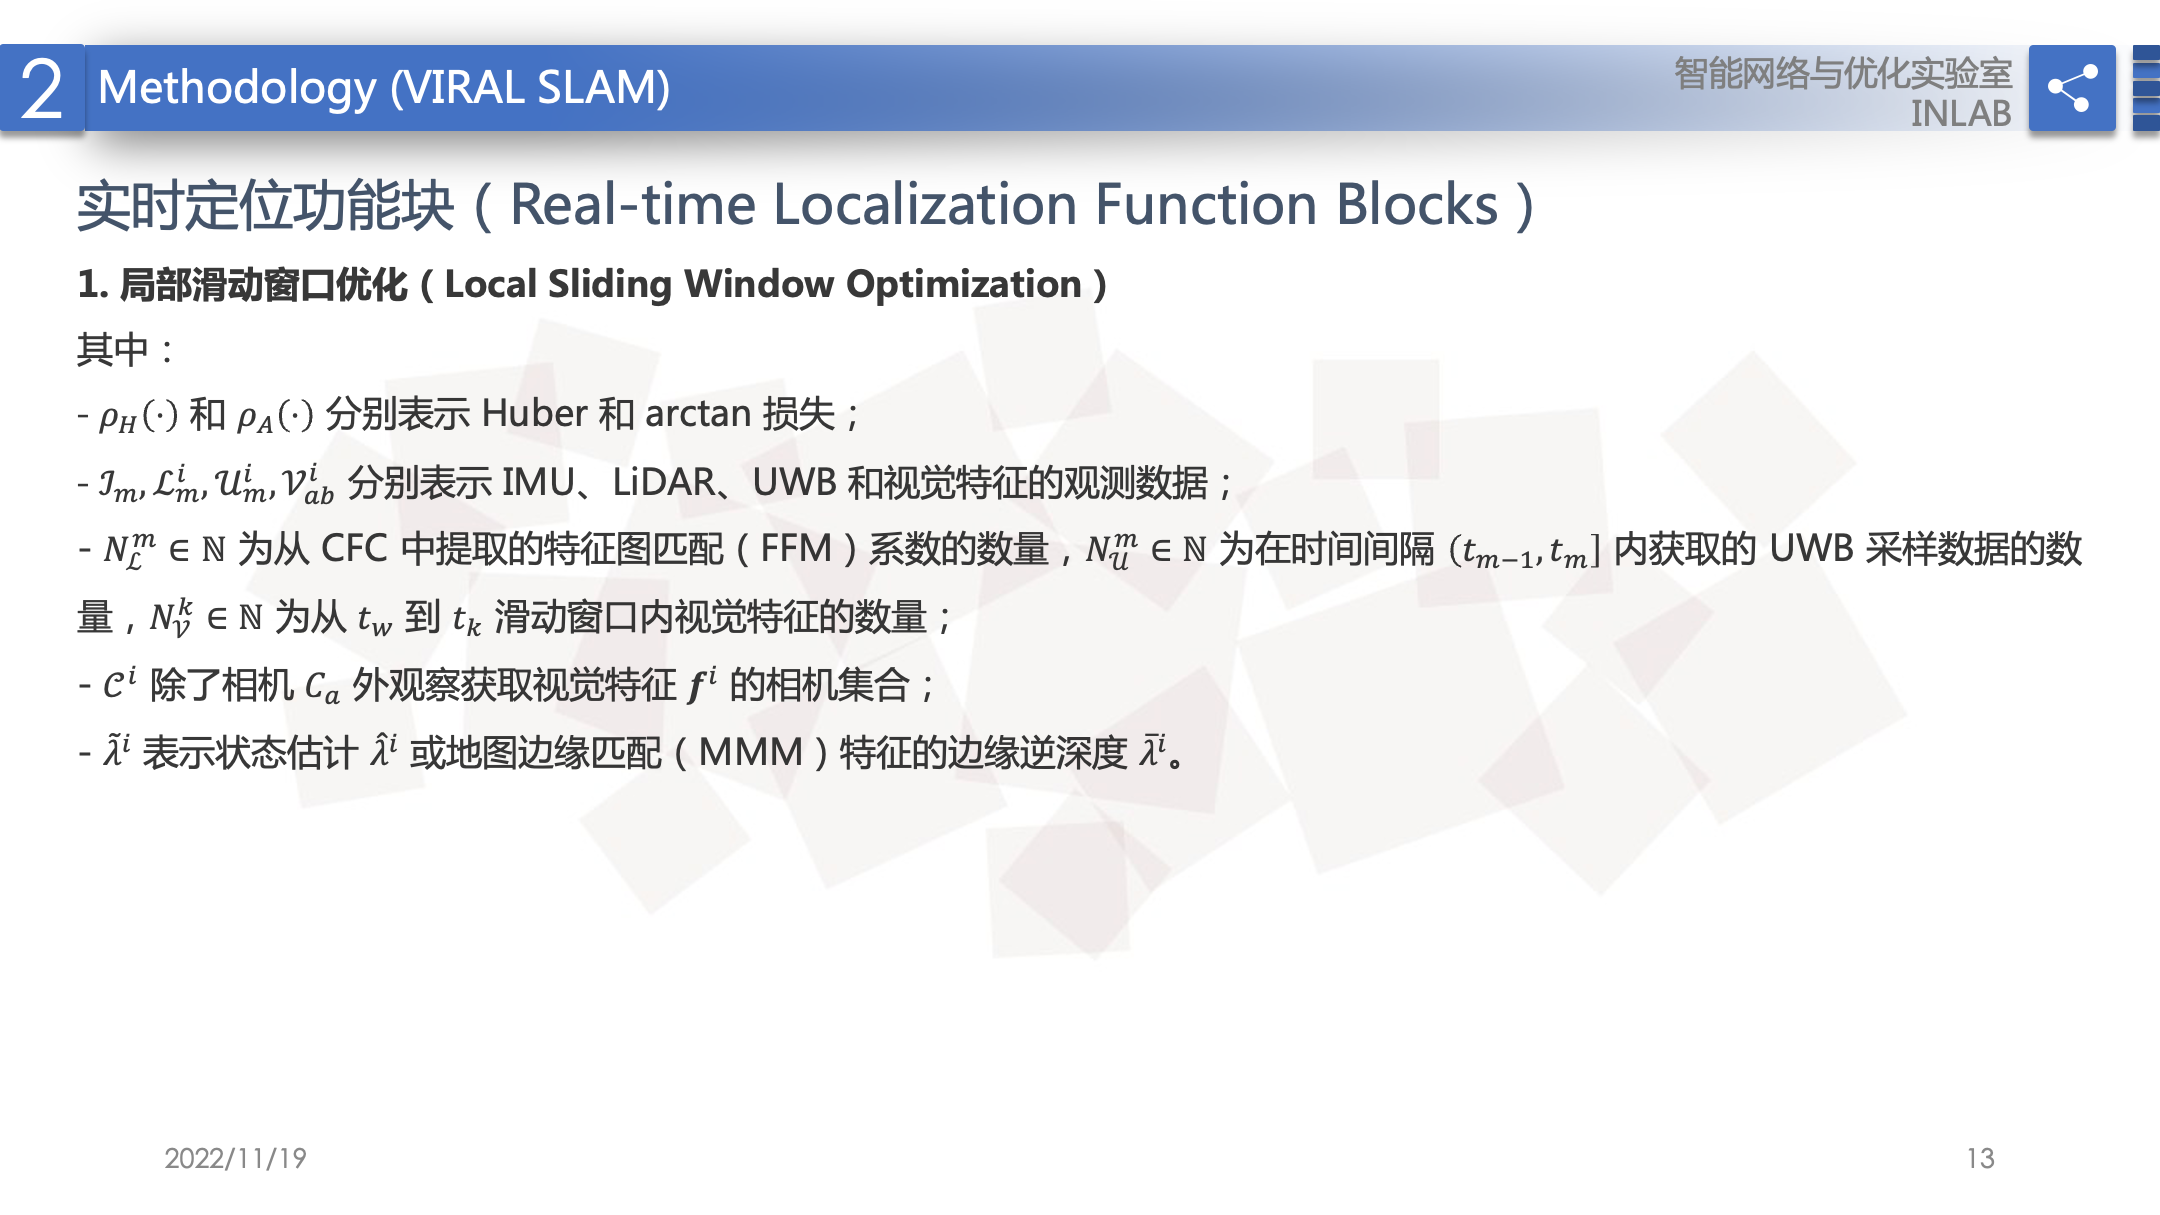 2
Methodology (VIRAL SLAM)
智能网络与优化实验室
INLAB
实时定位功能块（Real-time Localization Function Blocks）
1. 局部滑动窗口优化（Local Sliding Window Optimization）
其中：
- $\rho_H(\cdot)$ 和 $\rho_A(\cdot)$ 分别表示 Huber 和 arctan 损失；
- $\mathcal{I}_m, \mathcal{L}_m^i, \mathcal{U}_m^i, \mathcal{V}_{ab}^i$ 分别表示 IMU、LiDAR、UWB 和视觉特征的观测数据；
- $N_{\mathcal{L}}^m \in \mathbb{N}$ 为从 CFC 中提取的特征图匹配（FFM）系数的数量，$N_{\mathcal{U}}^m \in \mathbb{N}$ 为在时间间隔 $(t_{m-1}, t_m]$ 内获取的 UWB 采样数据的数
量，$N_{\mathcal{V}}^k \in \mathbb{N}$ 为从 $t_w$ 到 $t_k$ 滑动窗口内视觉特征的数量；
- $\mathcal{C}^i$ 除了相机 $C_a$ 外观察获取视觉特征 $\boldsymbol{f}^i$ 的相机集合；
- $\tilde{\lambda}^i$ 表示状态估计 $\hat{\lambda}^i$ 或地图边缘匹配（MMM）特征的边缘逆深度 $\bar{\lambda}^i$。
2022/11/19
13